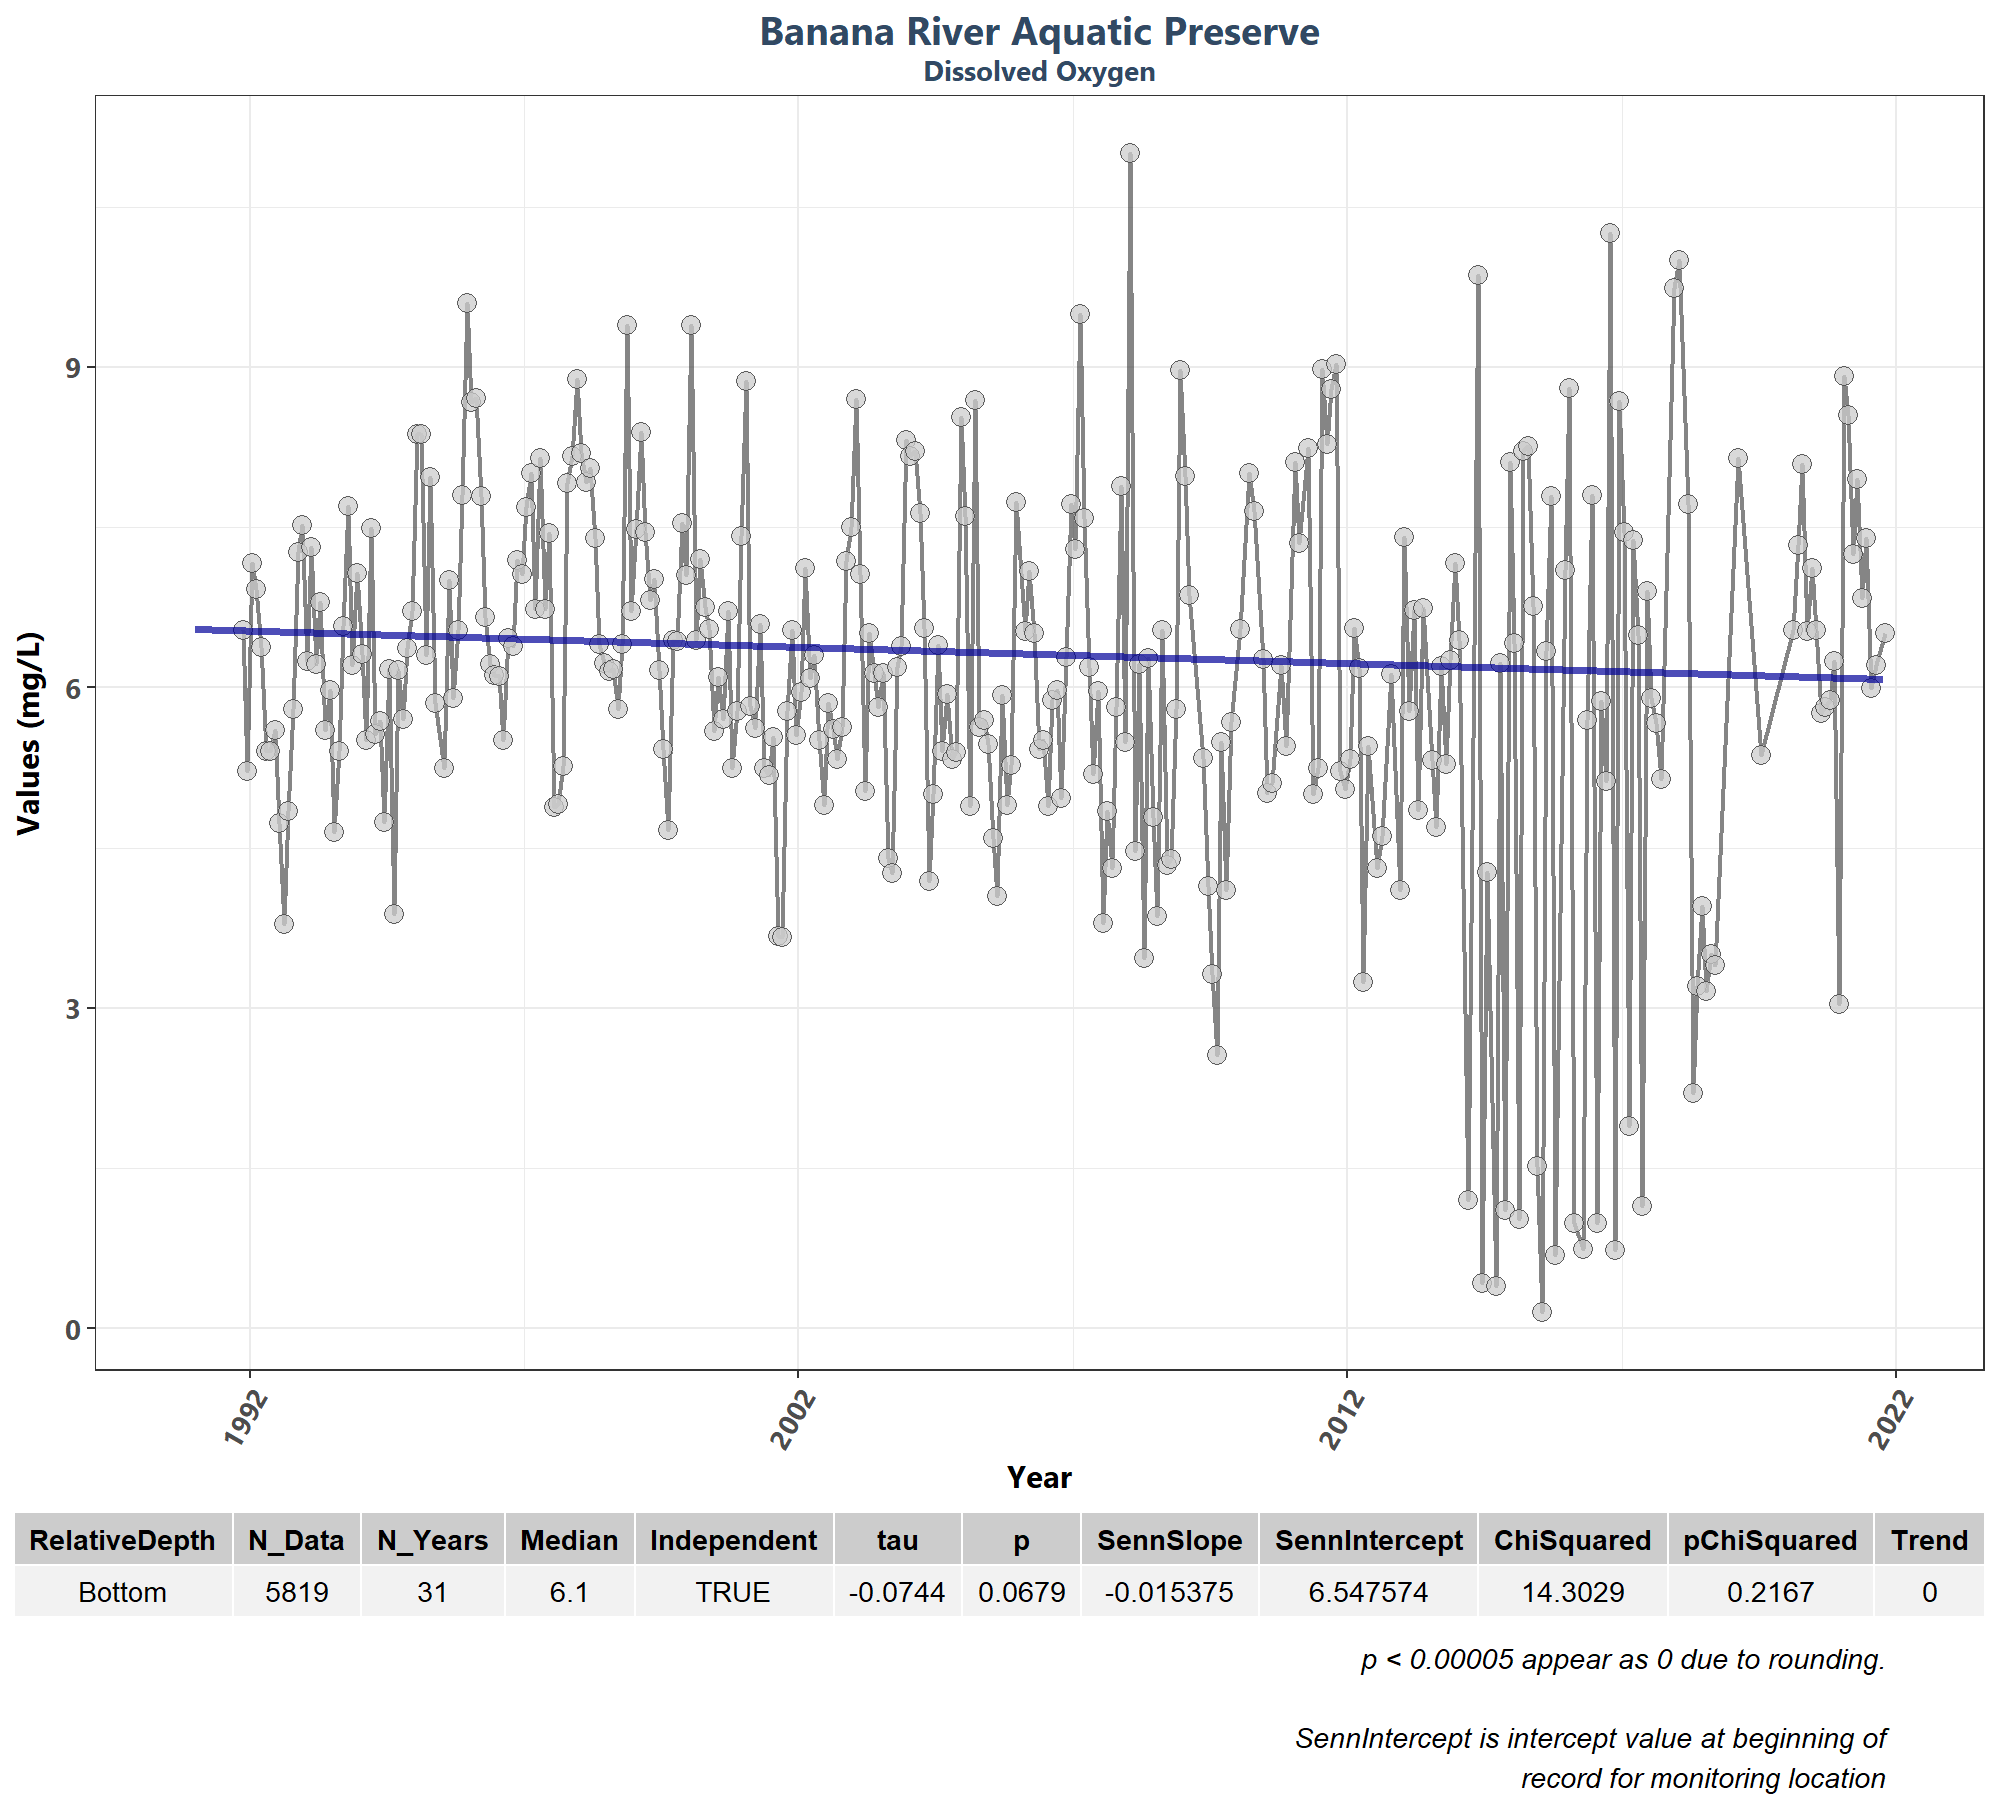 Banana River Aquatic Preserve
Dissolved Oxygen
Values (mg/L)
9
6
3
0
1992 2002 2012 2022
Year
RelativeDepth N_Data N_Years Median Independent tau p SennSlope SennIntercept ChiSquared pChiSquared Trend
Bottom 5819 31 6.1 TRUE -0.0744 0.0679 -0.015375 6.547574 14.3029 0.2167 0
p < 0.00005 appear as 0 due to rounding.
SennIntercept is intercept value at beginning of
record for monitoring location